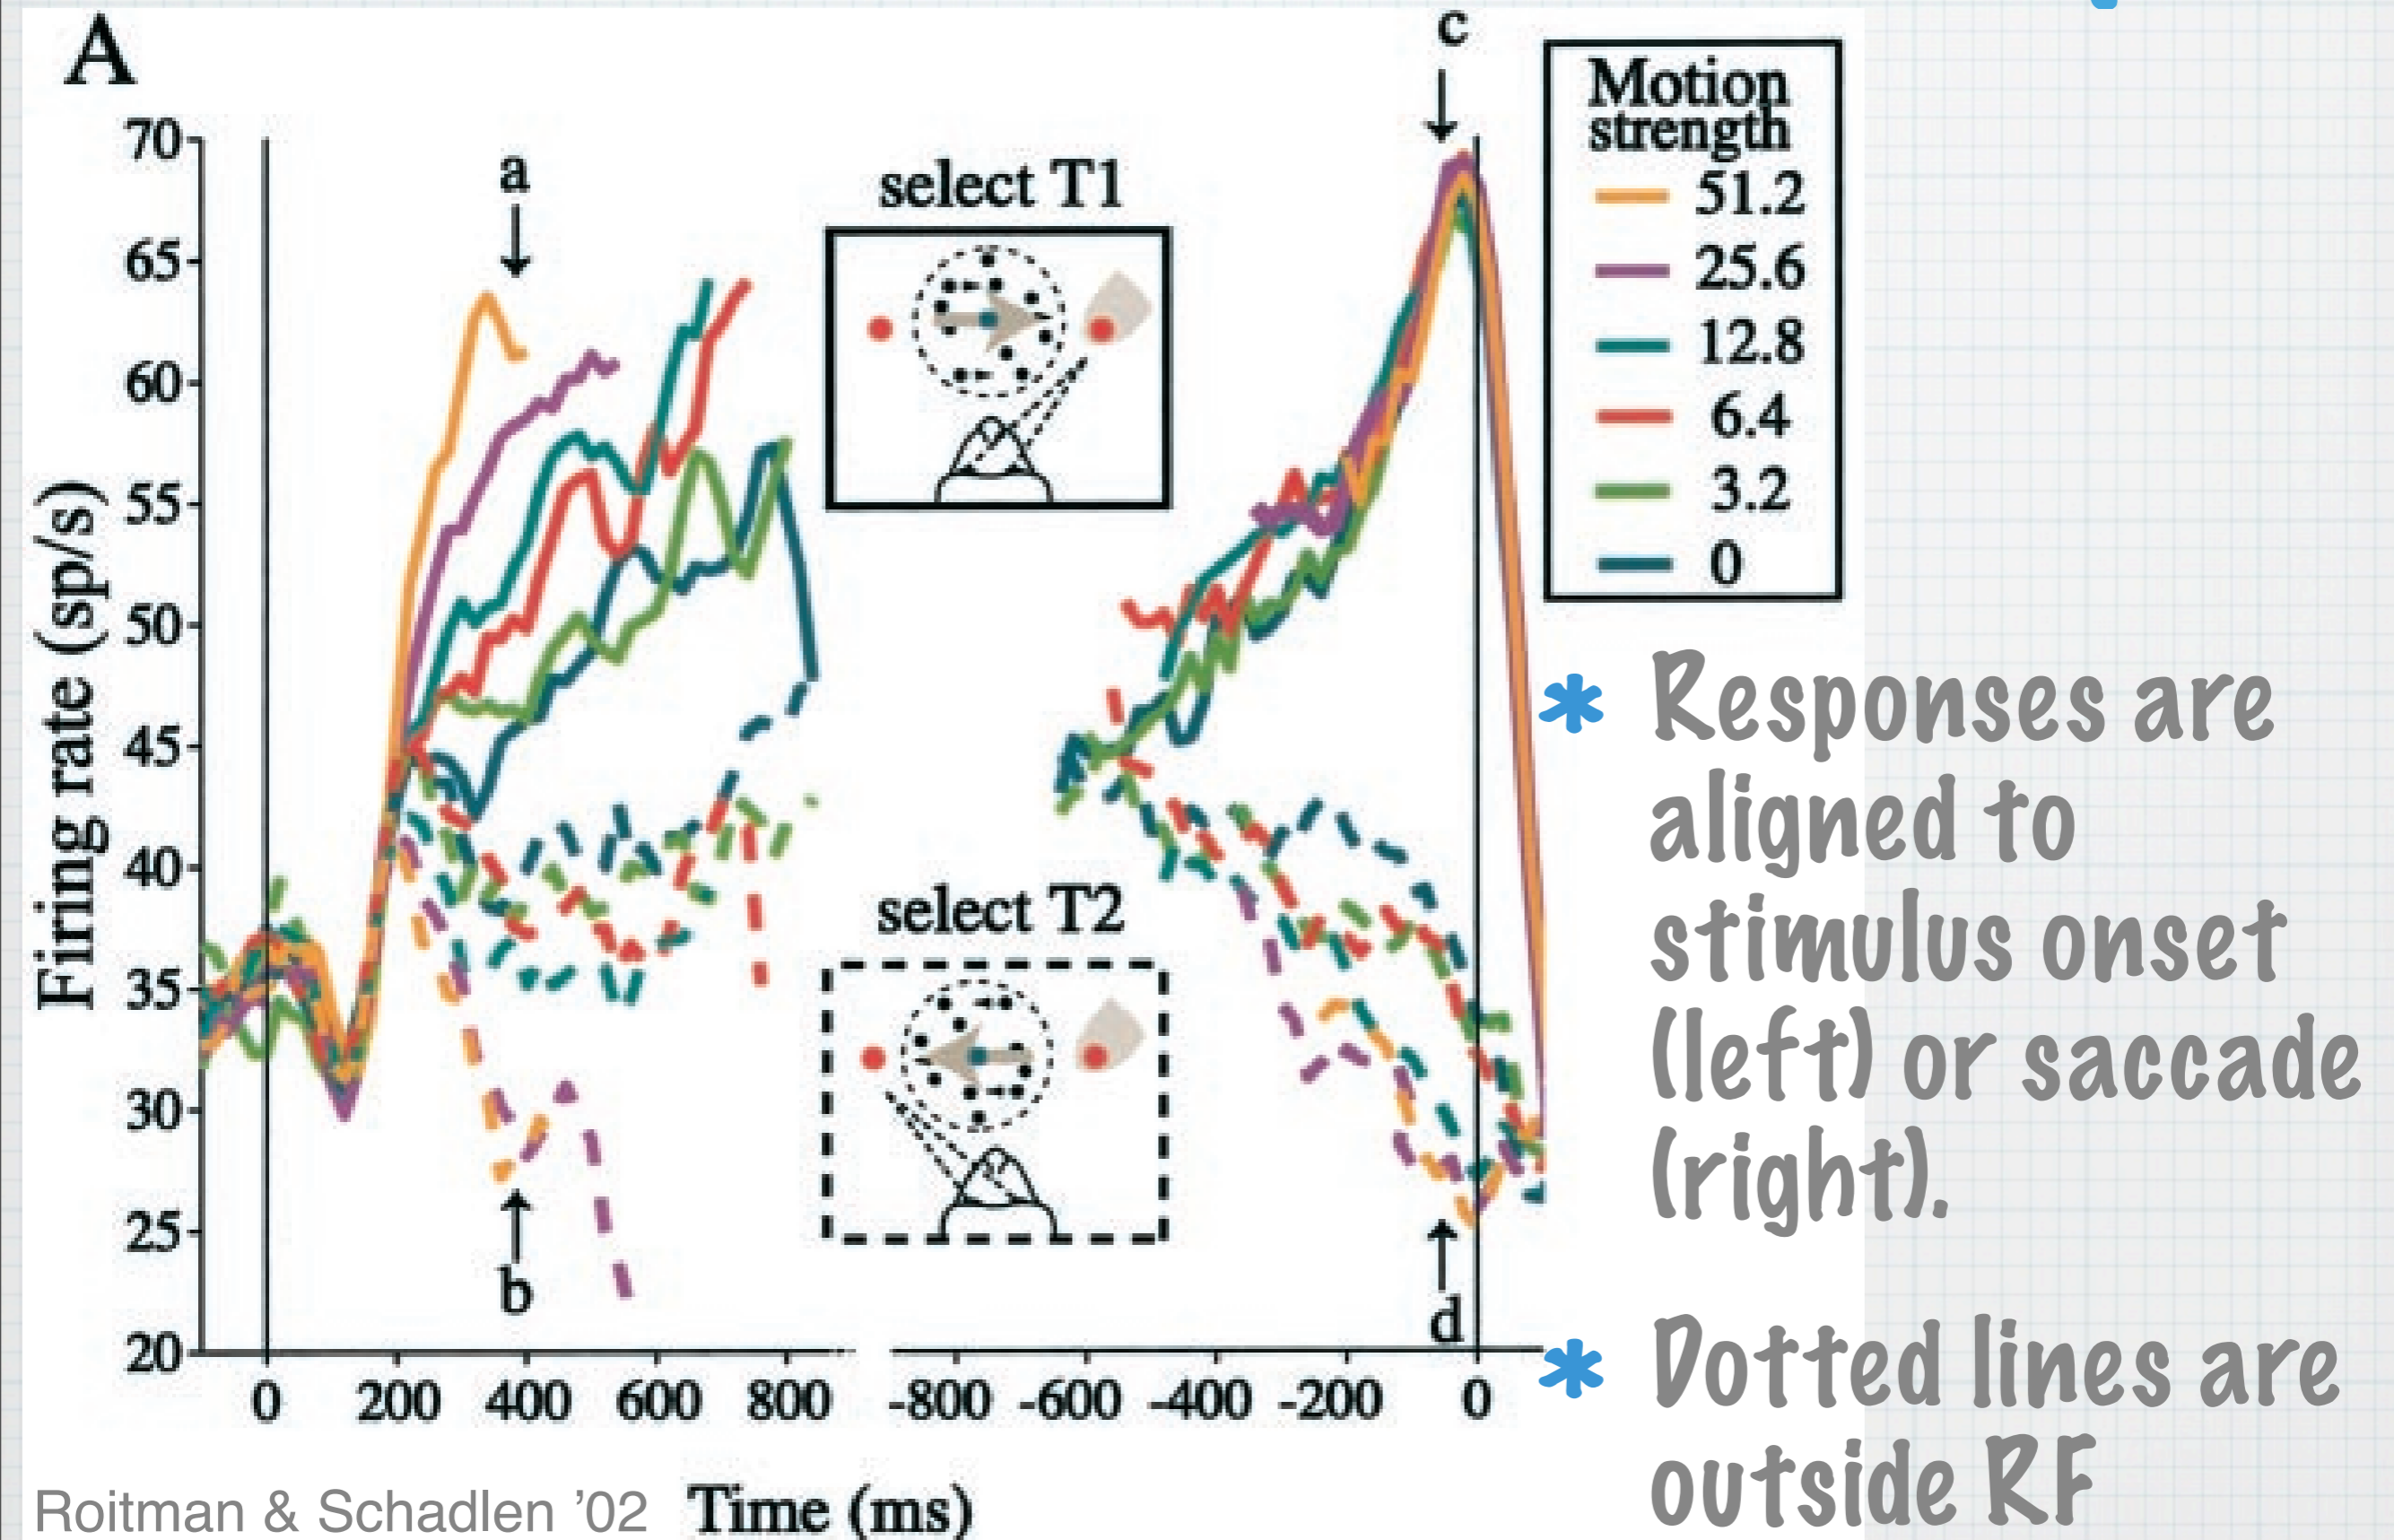 A
c
a
70
65
60
55
50
45
40
35
30
25
20
Firing rate (sp/s)
select T1
select T2
b
d
0 200 400 600 800 -800 -600 -400 -200 0
Time (ms)
Motion
strength
51.2
25.6
12.8
6.4
3.2
0
* Responses are
aligned to
stimulus onset
(left) or saccade
(right).
* Dotted lines are
outside RF
Roitman & Schadlen '02